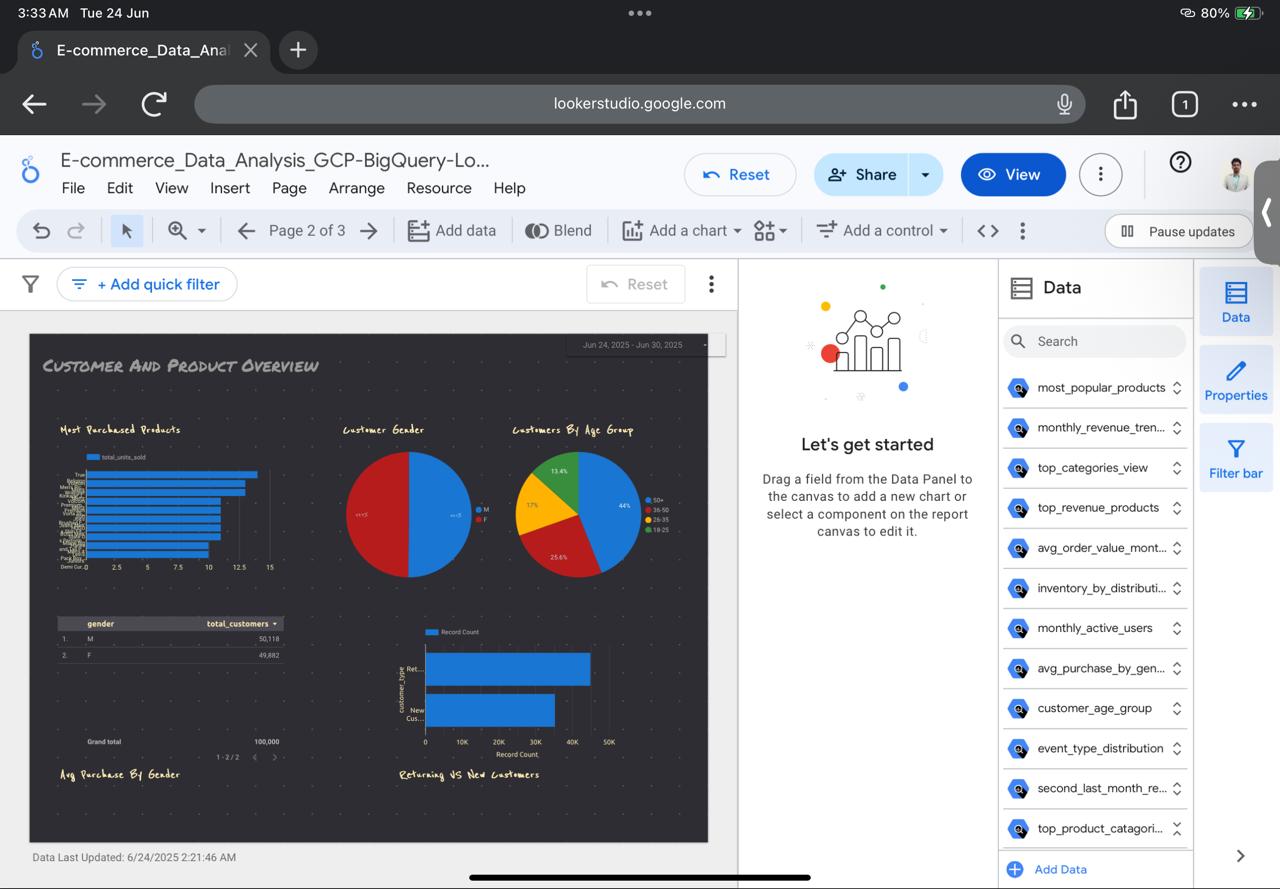 3:33 AM Tue 24 Jun
80%
E-commerce_Data_Anal
lookerstudio.google.com
1
E-commerce_Data_Analysis_GCP-BigQuery-Lo...
File Edit View Insert Page Arrange Resource Help
Reset
Share
View
Page 2 of 3
Add data
Blend
Add a chart
Add a control
Pause updates
+ Add quick filter
Reset
Jun 24, 2025 - Jun 30, 2025
Customer And Product Overview
Most Purchased Products
total_units_sold
True
0 2.5 5 7.5 10 12.5 15
Customer Gender
M
F
Customers By Age Group
13.4%
17%
44%
25.6%
50+
36-50
26-35
18-25
gender total_customers
1. M 50,118
2. F 49,882
Grand total 100,000
1 - 2 / 2
Avg Purchase By Gender
Record Count
customer_type
Ret...
New
Cus...
0 10K 20K 30K 40K 50K
Record Count
Returning VS New Customers
Data Last Updated: 6/24/2025 2:21:46 AM
Let's get started
Drag a field from the Data Panel to
the canvas to add a new chart or
select a component on the report
canvas to edit it.
Data
Search
most_popular_products
monthly_revenue_tren...
top_categories_view
top_revenue_products
avg_order_value_mont...
inventory_by_distributi...
monthly_active_users
avg_purchase_by_gen...
customer_age_group
event_type_distribution
second_last_month_re...
top_product_catagori...
Add Data
Data
Properties
Filter bar